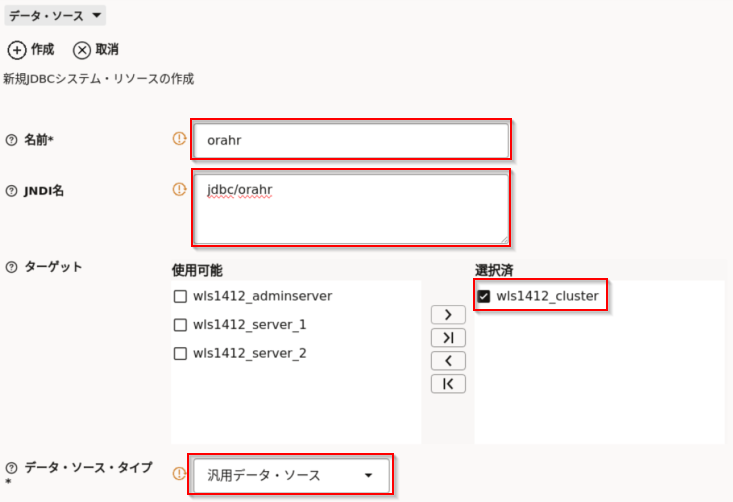 データ・ソース
作成 取消
新規JDBCシステム・リソースの作成
名前* orahr
JNDI名 jdbc/orahr
ターゲット
使用可能 選択済
wls1412_adminserver wls1412_cluster
wls1412_server_1
wls1412_server_2
データ・ソース・タイプ
* 汎用データ・ソース